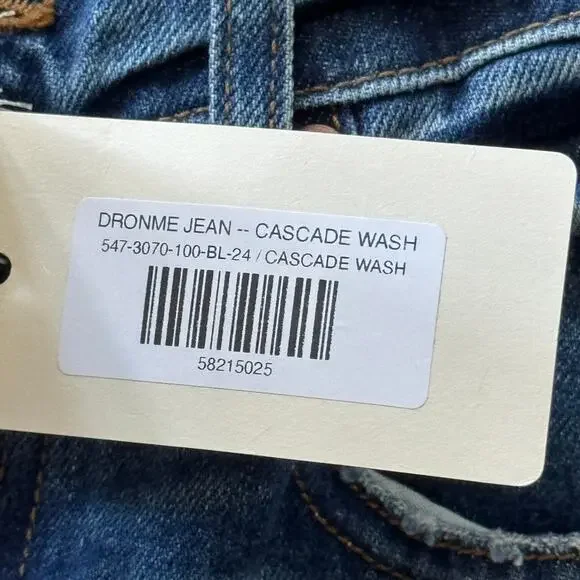 DRONME JEAN -- CASCADE WASH
547-3070-100-BL-24 / CASCADE WASH
58215025